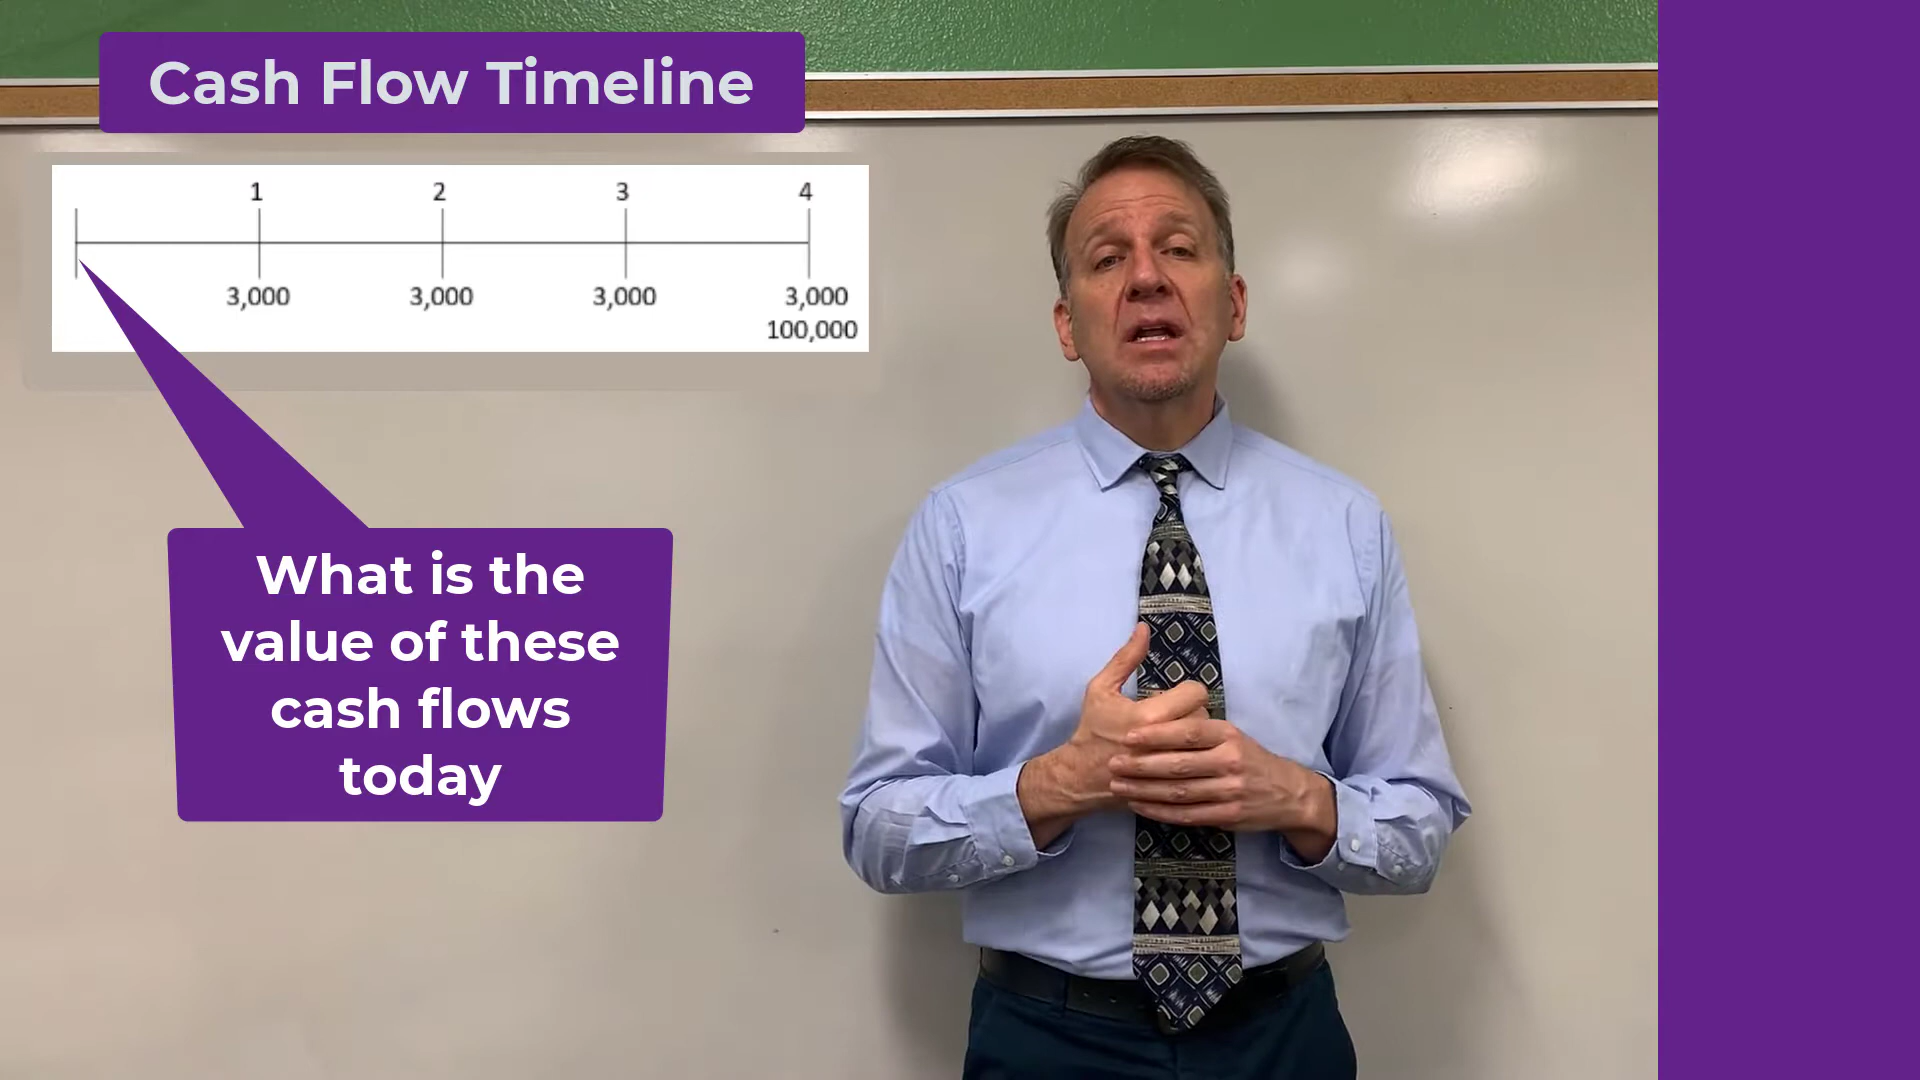 Cash Flow Timeline
1 2 3 4
3,000 3,000 3,000 3,000
100,000
What is the
value of these
cash flows
today